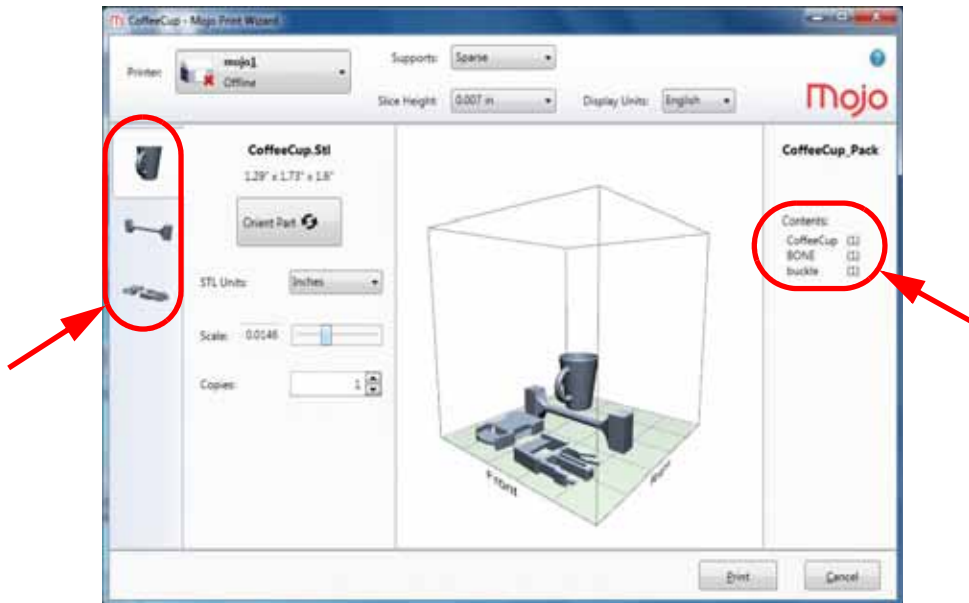 CoffeeCup - Mojo Print Wizard
Printer:
mojo1
Offline
Supports:
Sparse
Slice Height:
0.007 in
Display Units:
English
Mojo
CoffeeCup.Stl
1.29" x 1.73" x 1.8"
Orient Part
STL Units:
Inches
Scale:
0.0146
Copies:
1
Front
CoffeeCup_Pack
Contents:
CoffeeCup (1)
BONE (1)
buckle (1)
Print
Cancel